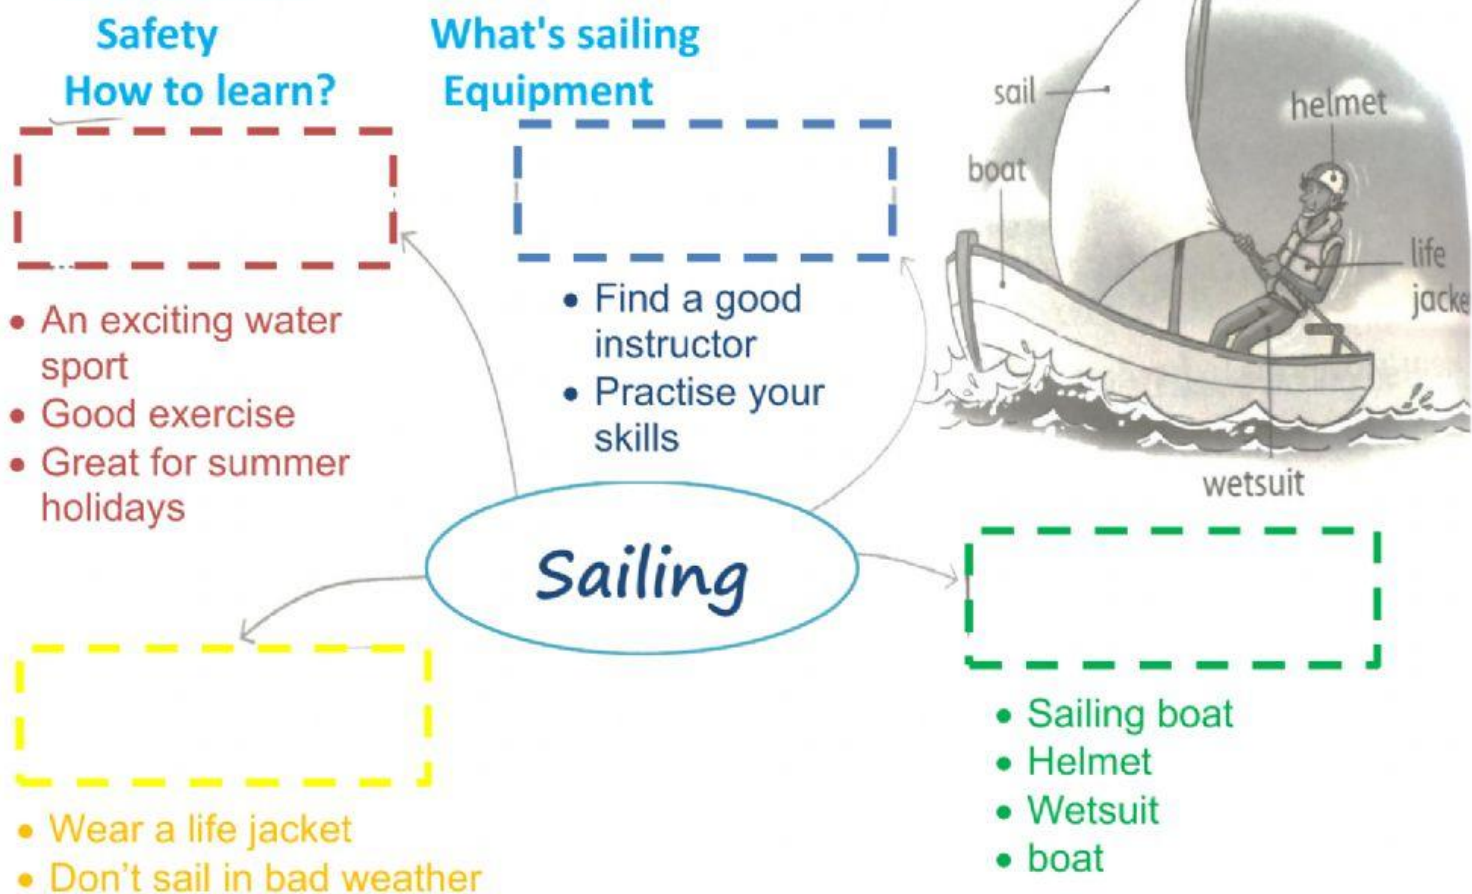 Safety
How to learn?
What's sailing
Equipment
sail
helmet
boat
life
jacke
wetsuit
• An exciting water
sport
• Good exercise
• Great for summer
holidays
• Find a good
instructor
• Practise your
skills
Sailing
• Wear a life jacket
• Don't sail in bad weather
• Sailing boat
• Helmet
• Wetsuit
• boat